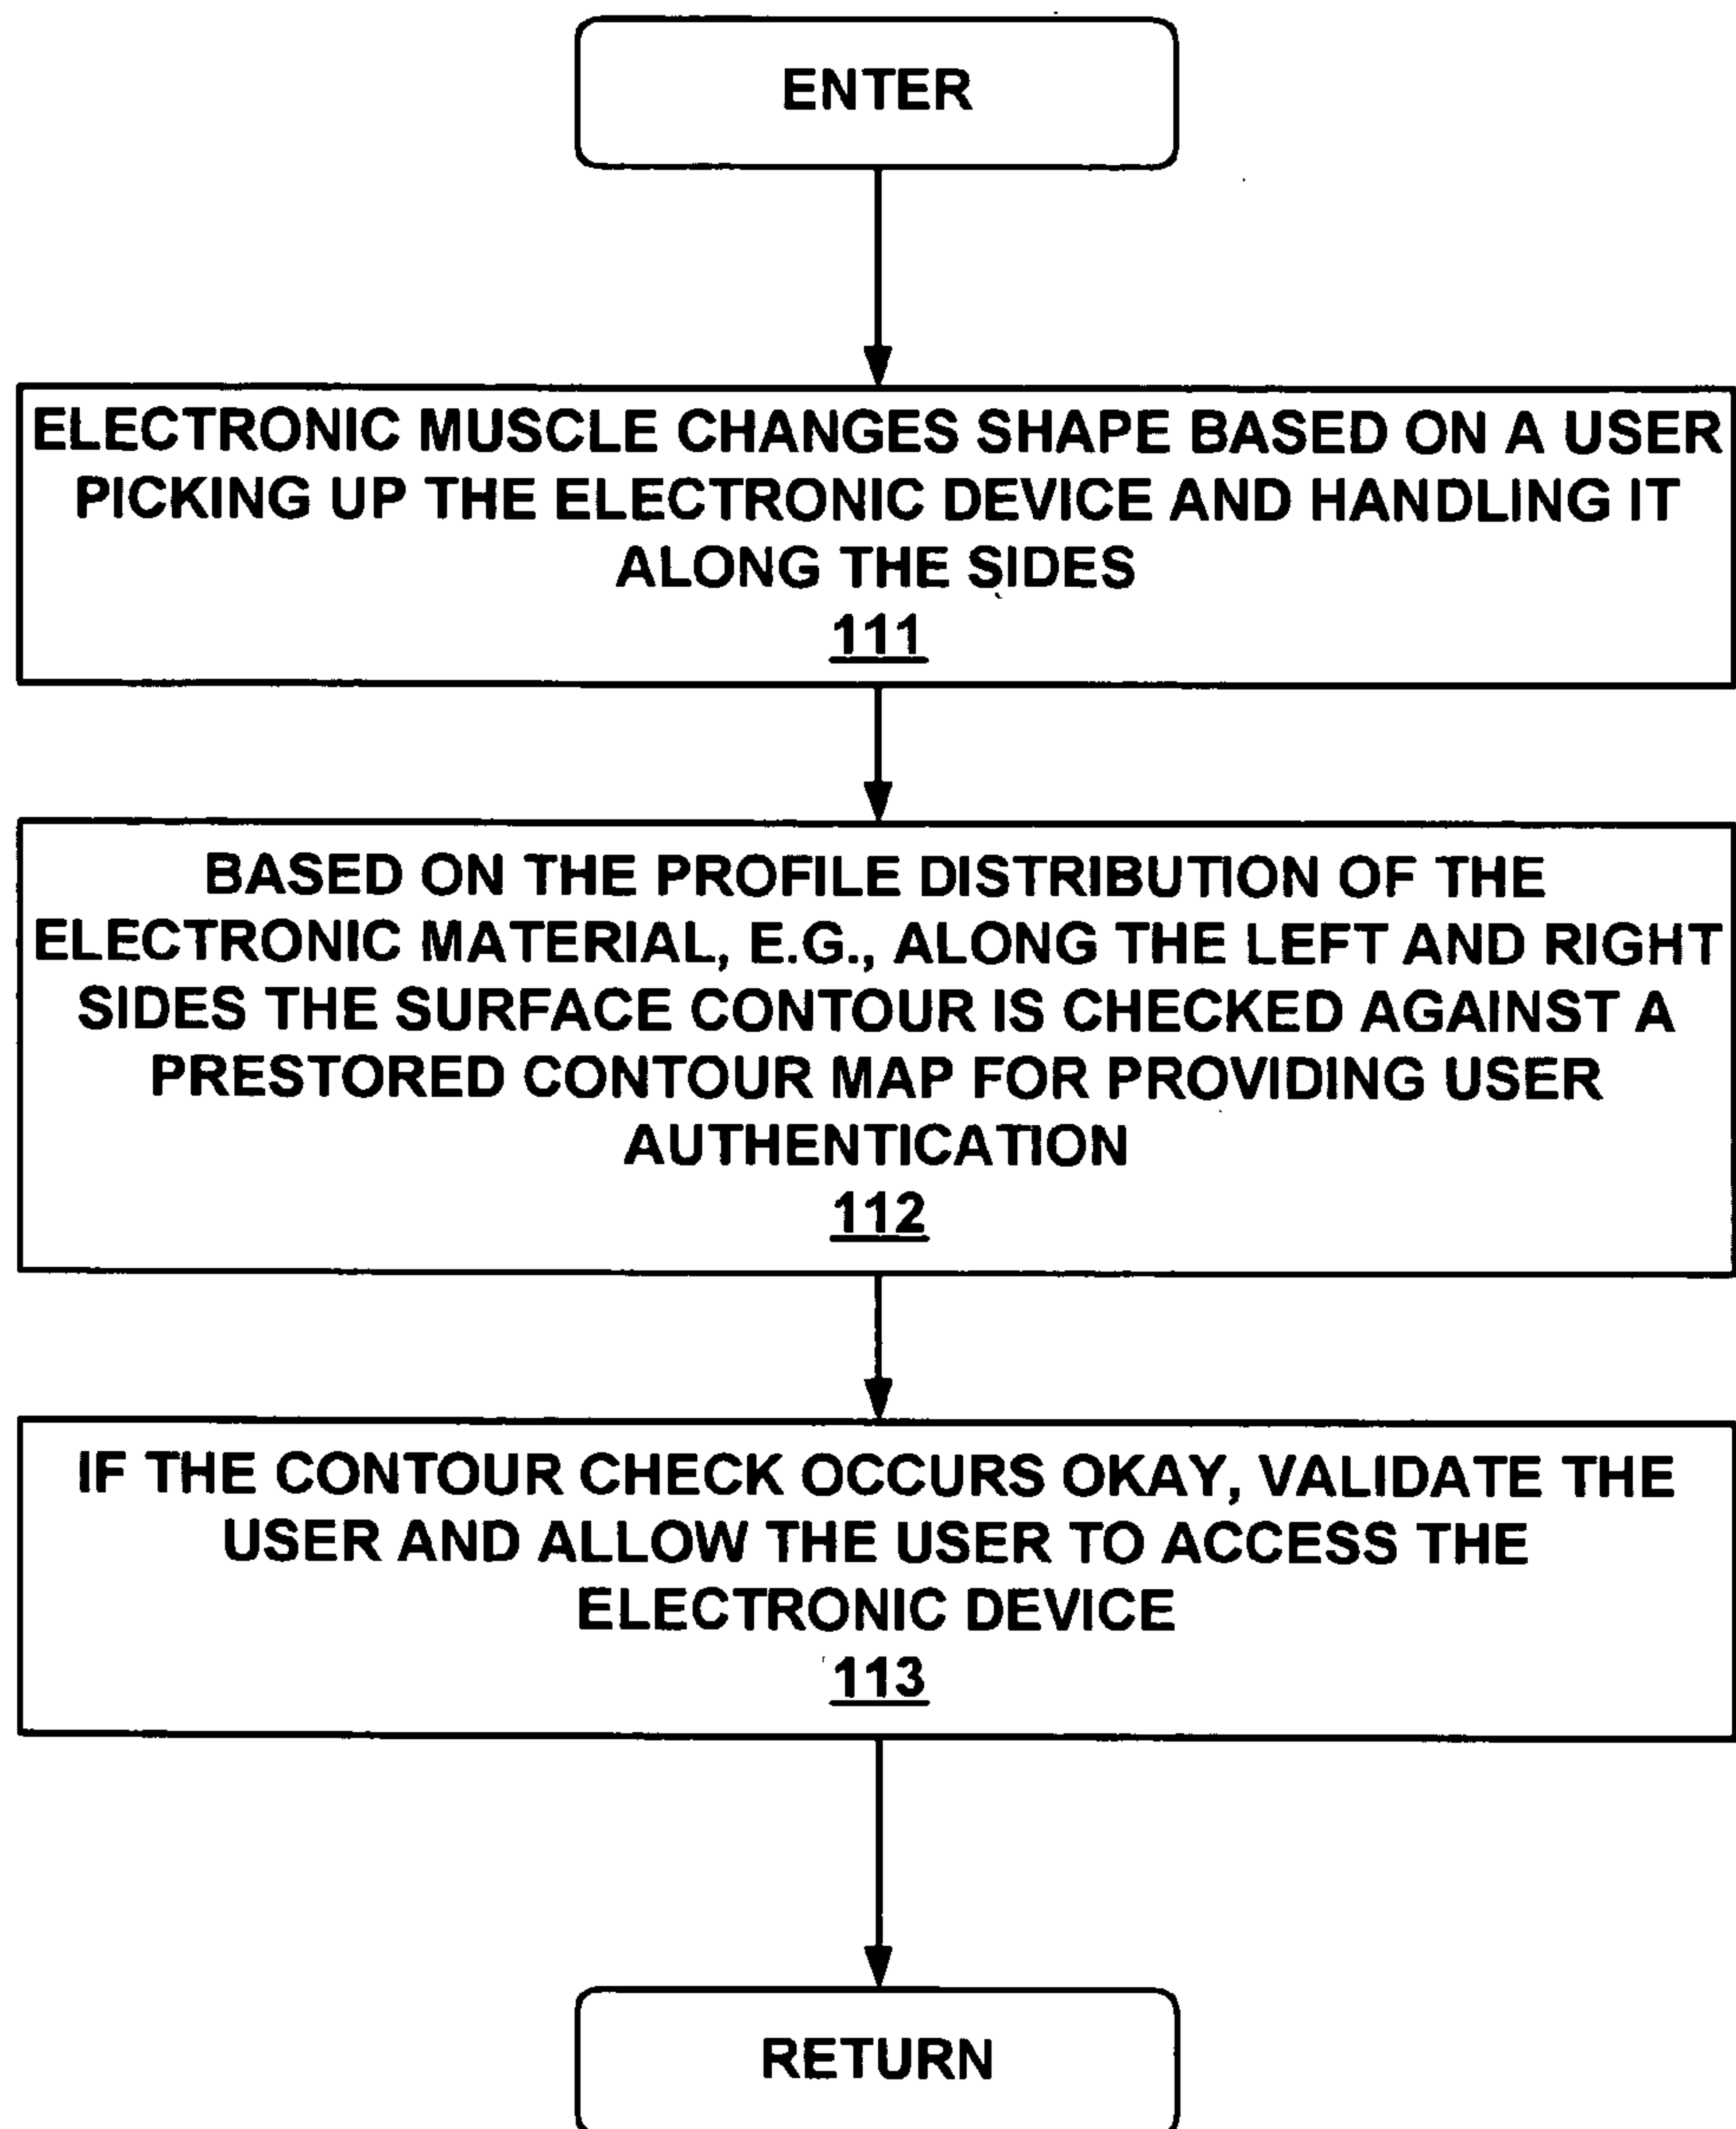 ENTER
ELECTRONIC MUSCLE CHANGES SHAPE BASED ON A USER
PICKING UP THE ELECTRONIC DEVICE AND HANDLING IT
ALONG THE SIDES
111
BASED ON THE PROFILE DISTRIBUTION OF THE
ELECTRONIC MATERIAL, E.G., ALONG THE LEFT AND RIGHT
SIDES THE SURFACE CONTOUR IS CHECKED AGAINST A
PRESTORED CONTOUR MAP FOR PROVIDING USER
AUTHENTICATION
112
IF THE CONTOUR CHECK OCCURS OKAY, VALIDATE THE
USER AND ALLOW THE USER TO ACCESS THE
ELECTRONIC DEVICE
113
RETURN